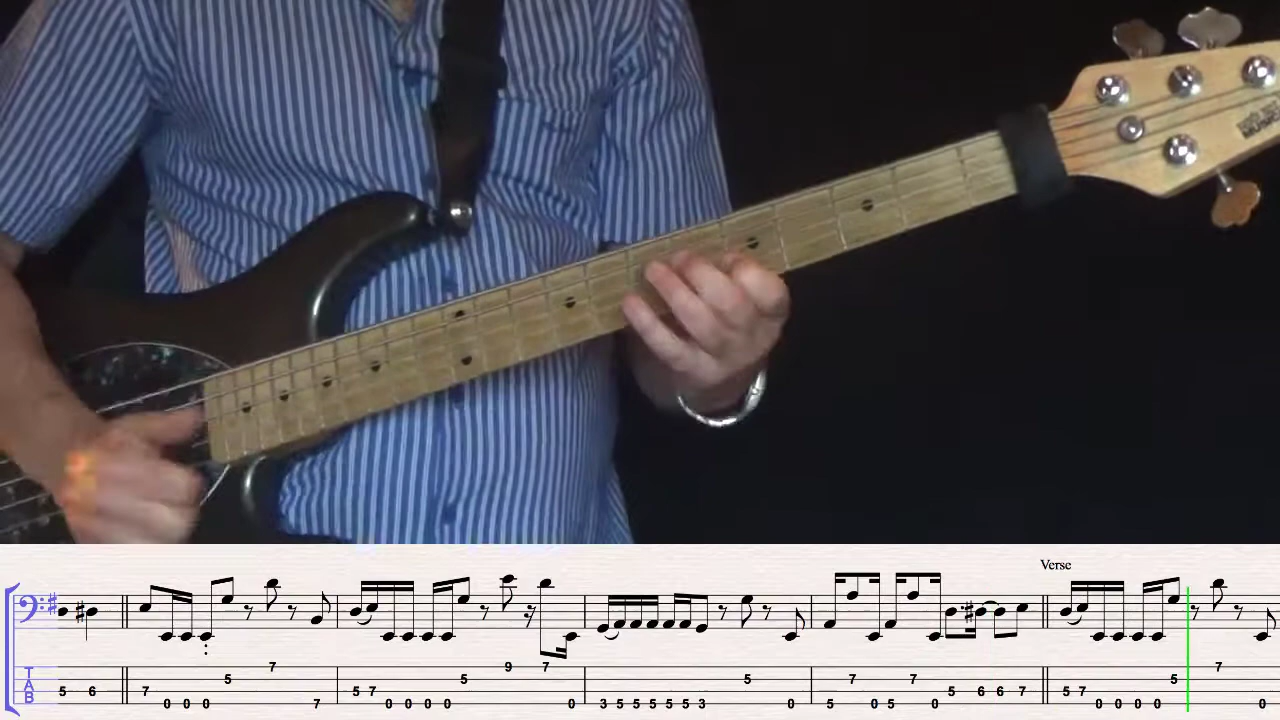 Verse
7 9 7 7
T 5 5 5 7 7 5
A 5 6 7 5 7 5 6 6 7 5 7
B 0 0 0 7 0 0 0 0 0 3 5 5 5 5 5 3 0 5 0 5 0 0 0 0 0 0